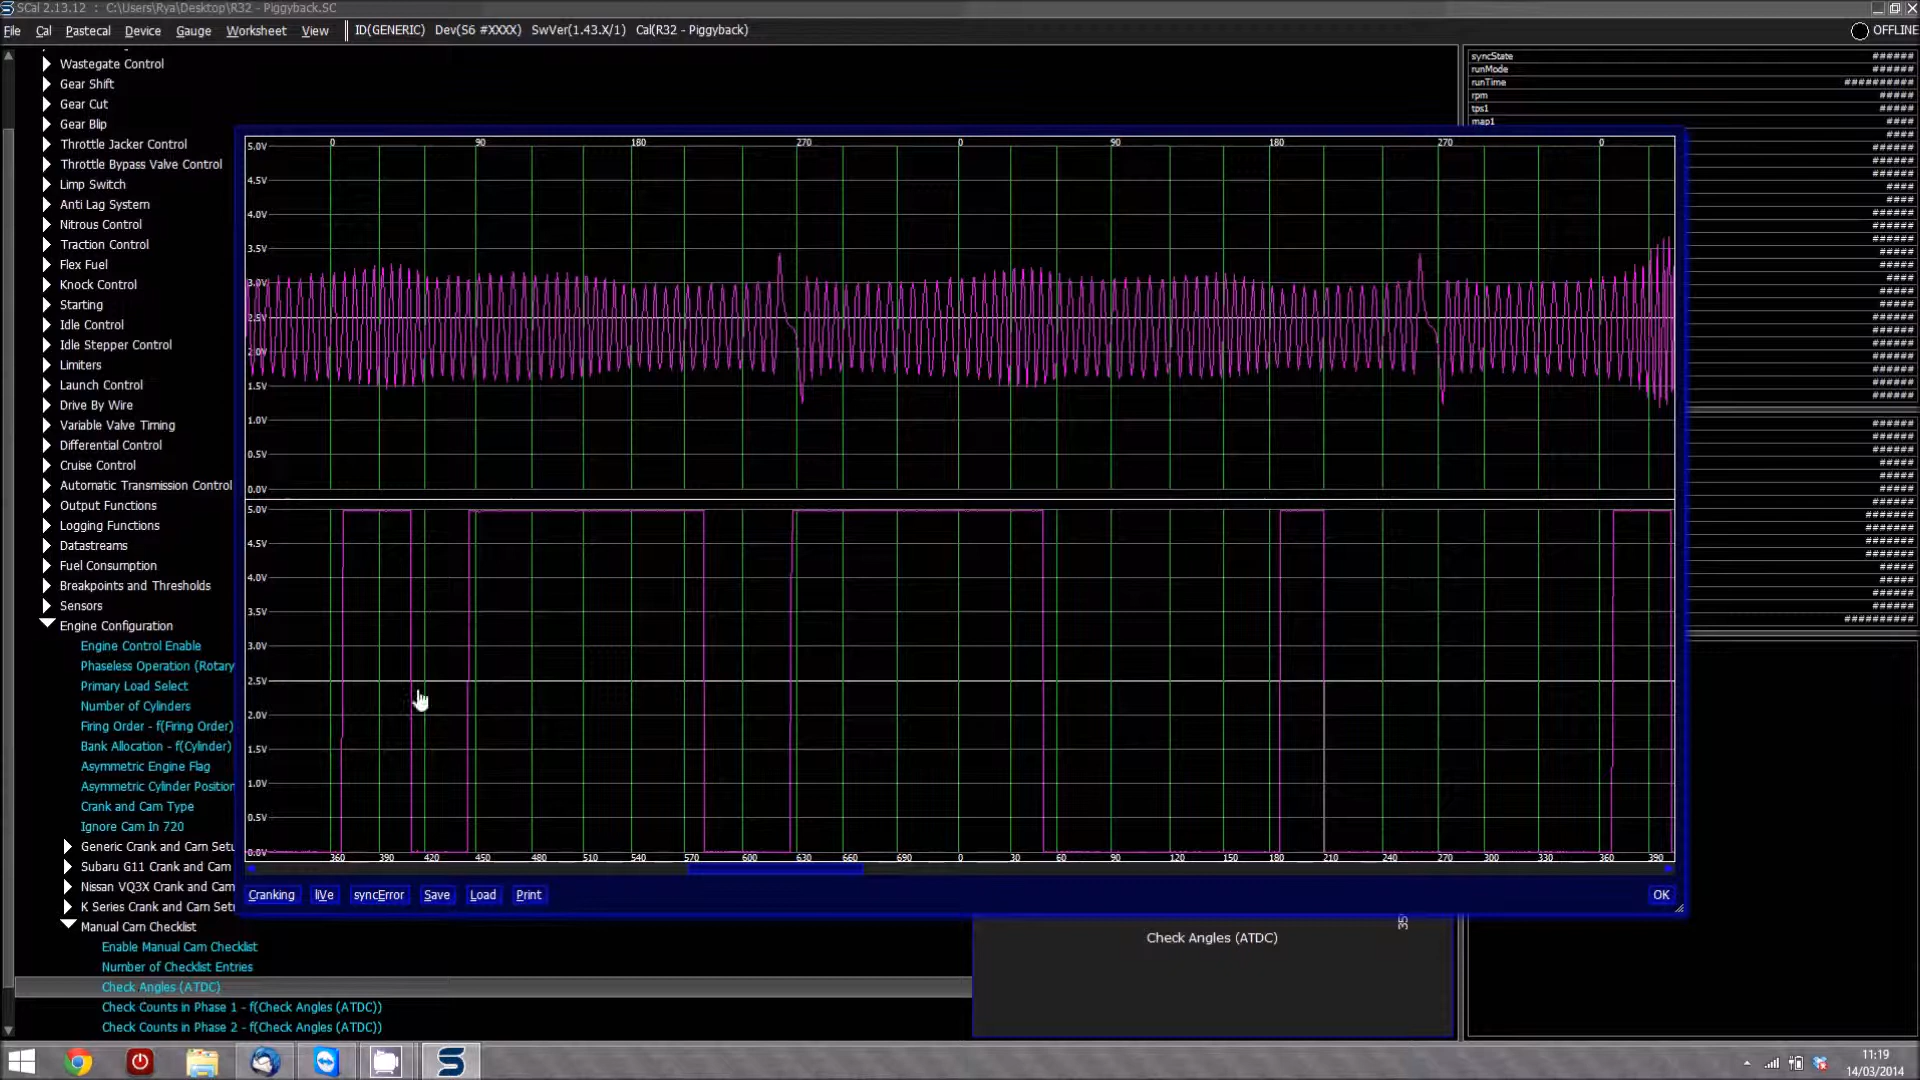 SCal 2.13.12 : C:\Users\Rya\Desktop\R32 - Piggyback.SC
File Cal Pastecal Device Gauge Worksheet View ID(GENERIC) Dev(S6 #XXXX) SwVer(1.43.X/1) Cal(R32 - Piggyback) OFFLINE
Wastegate Control
Gear Shift
Gear Cut
Gear Blip
Throttle Jacker Control
Throttle Bypass Valve Control
Limp Switch
Anti Lag System
Nitrous Control
Traction Control
Flex Fuel
Knock Control
Starting
Idle Control
Idle Stepper Control
Limiters
Launch Control
Drive By Wire
Variable Valve Timing
Differential Control
Cruise Control
Automatic Transmission Control
Output Functions
Logging Functions
Datastreams
Fuel Consumption
Breakpoints and Thresholds
Sensors
Engine Configuration
Engine Control Enable
Phaseless Operation (Rotary
Primary Load Select
Number of Cylinders
Firing Order - f(Firing Order)
Bank Allocation - f(Cylinder)
Asymmetric Engine Flag
Asymmetric Cylinder Position
Crank and Cam Type
Ignore Cam In 720
Generic Crank and Cam Setu
Subaru G11 Crank and Cam
Nissan VQ3X Crank and Cam
K Series Crank and Cam Setu
Manual Cam Checklist
Enable Manual Cam Checklist
Number of Checklist Entries
Check Angles (ATDC)
Check Counts in Phase 1 - f(Check Angles (ATDC))
Check Counts in Phase 2 - f(Check Angles (ATDC))
0 90 180 270 0 90 180 270 0
5.0V
4.5V
4.0V
3.5V
3.0V
2.5V
2.0V
1.5V
1.0V
0.5V
0.0V
5.0V
4.5V
4.0V
3.5V
3.0V
2.5V
2.0V
1.5V
1.0V
0.5V
0.0V
360 390 420 450 480 510 570 600 630 660 690 0 30 60 90 120 150 180 210 240 270 300 330 360 390
Cranking liVe syncError Save Load Print OK
Check Angles (ATDC)
syncState ######
runMode ######
runTime ##########
rpm #####
tps1 #####
map1 ####
####
######
######
######
####
####
######
######
######
######
####
######
####
######
######
######
######
######
######
######
######
######
######
######
#####
#####
#####
######
######
######
#######
#######
#######
#####
######
######
######
##########
11:19
14/03/2014